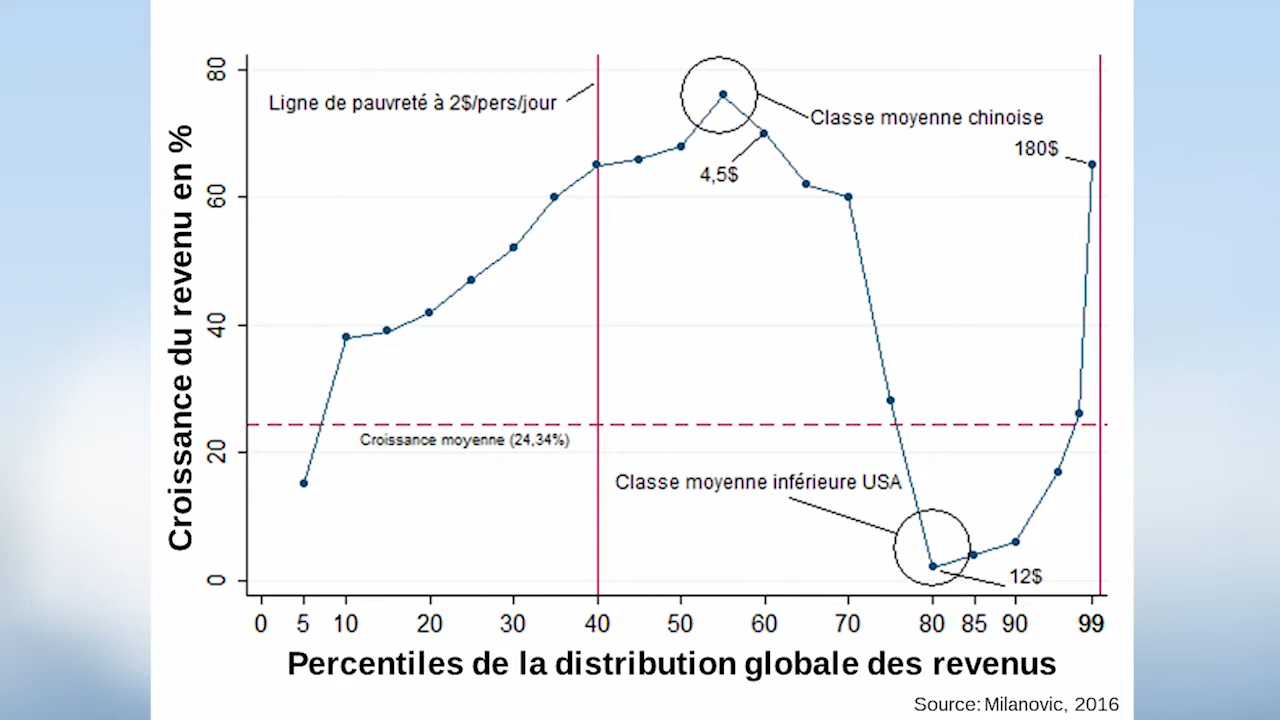 80
60
40
20
0
Croissance du revenu en %
Ligne de pauvreté à 2$/pers/jour
Classe moyenne chinoise
180$
4,5$
Croissance moyenne (24,34%)
Classe moyenne inférieure USA
12$
0 5 10 20 30 40 50 60 70 80 85 90 99
Percentiles de la distribution globale des revenus
Source: Milanovic, 2016